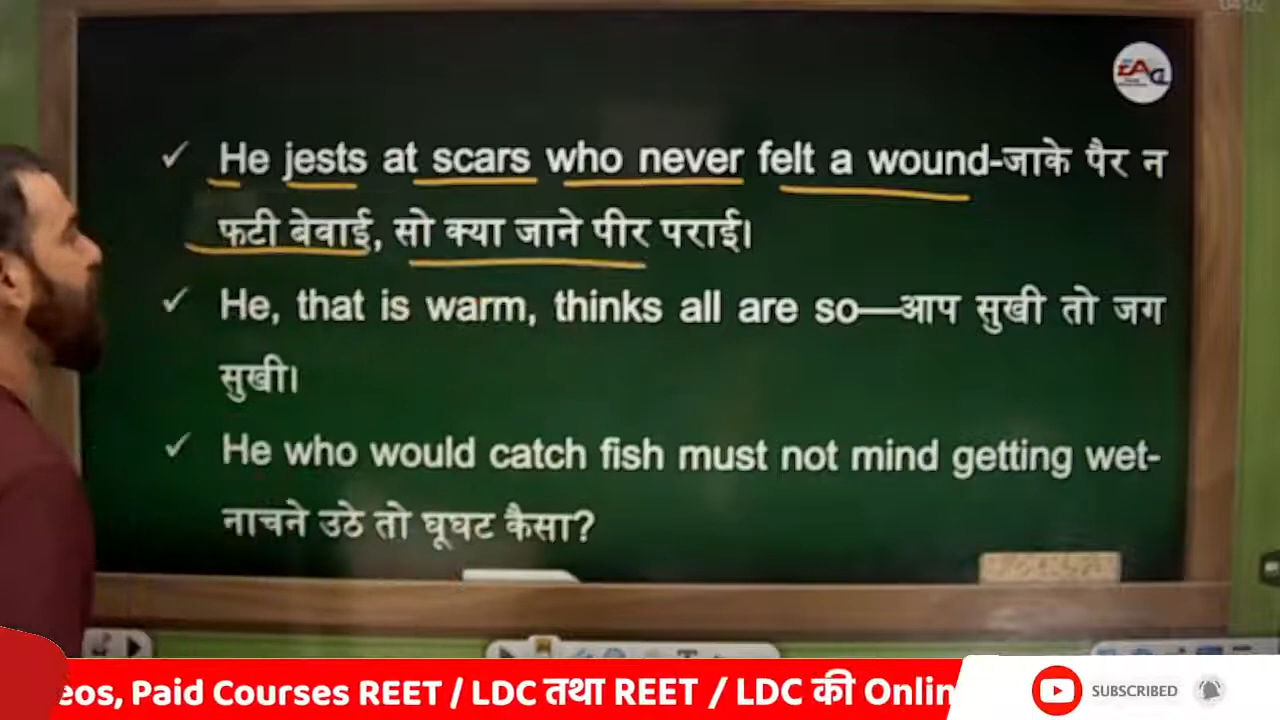 ✓ He jests at scars who never felt a wound-जाके पैर न
फटी बेवाई, सो क्या जाने पीर पराई।
✓ He, that is warm, thinks all are so—आप सुखी तो जग
सुखी।
✓ He who would catch fish must not mind getting wet-
नाचने उठे तो घूघट कैसा?
eos, Paid Courses REET / LDC तथा REET / LDC की Onlin
SUBSCRIBED